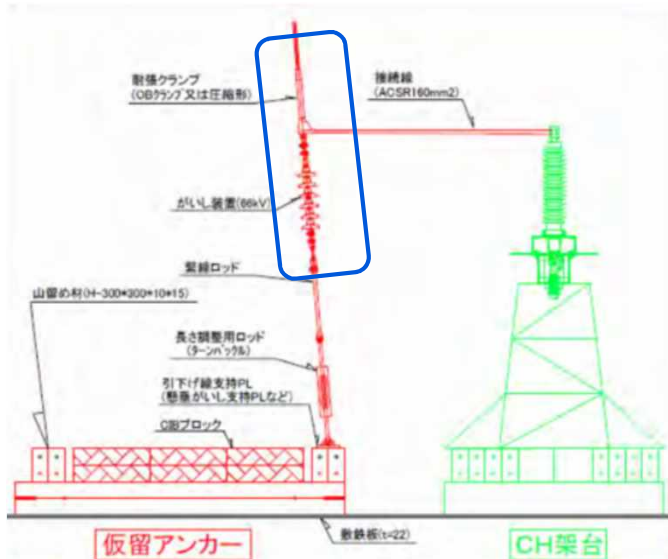 耐張クランプ
(OBクランプ又は圧縮形)
接続線
(ACSR160mm2)
がいし装置(66kV)
緊線ロッド
山留め材(H-300*300*10*15)
長さ調整用ロッド
(ターンバックル)
引下げ線支持PL
(懸垂がいし支持PLなど)
CBブロック
仮留アンカー
敷鉄板(t=22)
CH架台